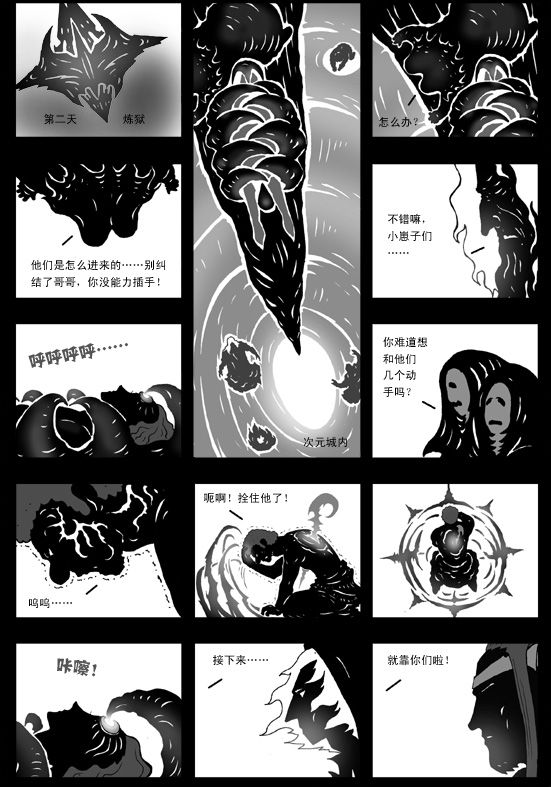 第二天
炼狱
次元城内
怎么办？
他们是怎么进来的……别纠
结了哥哥，你没能力插手！
不错嘛，
小崽子们
……
呼呼呼呼……
你难道想
和他们
几个动
手吗？
呜呜……
呃啊！拴住他了！
咔嚓！
接下来……
就靠你们啦！